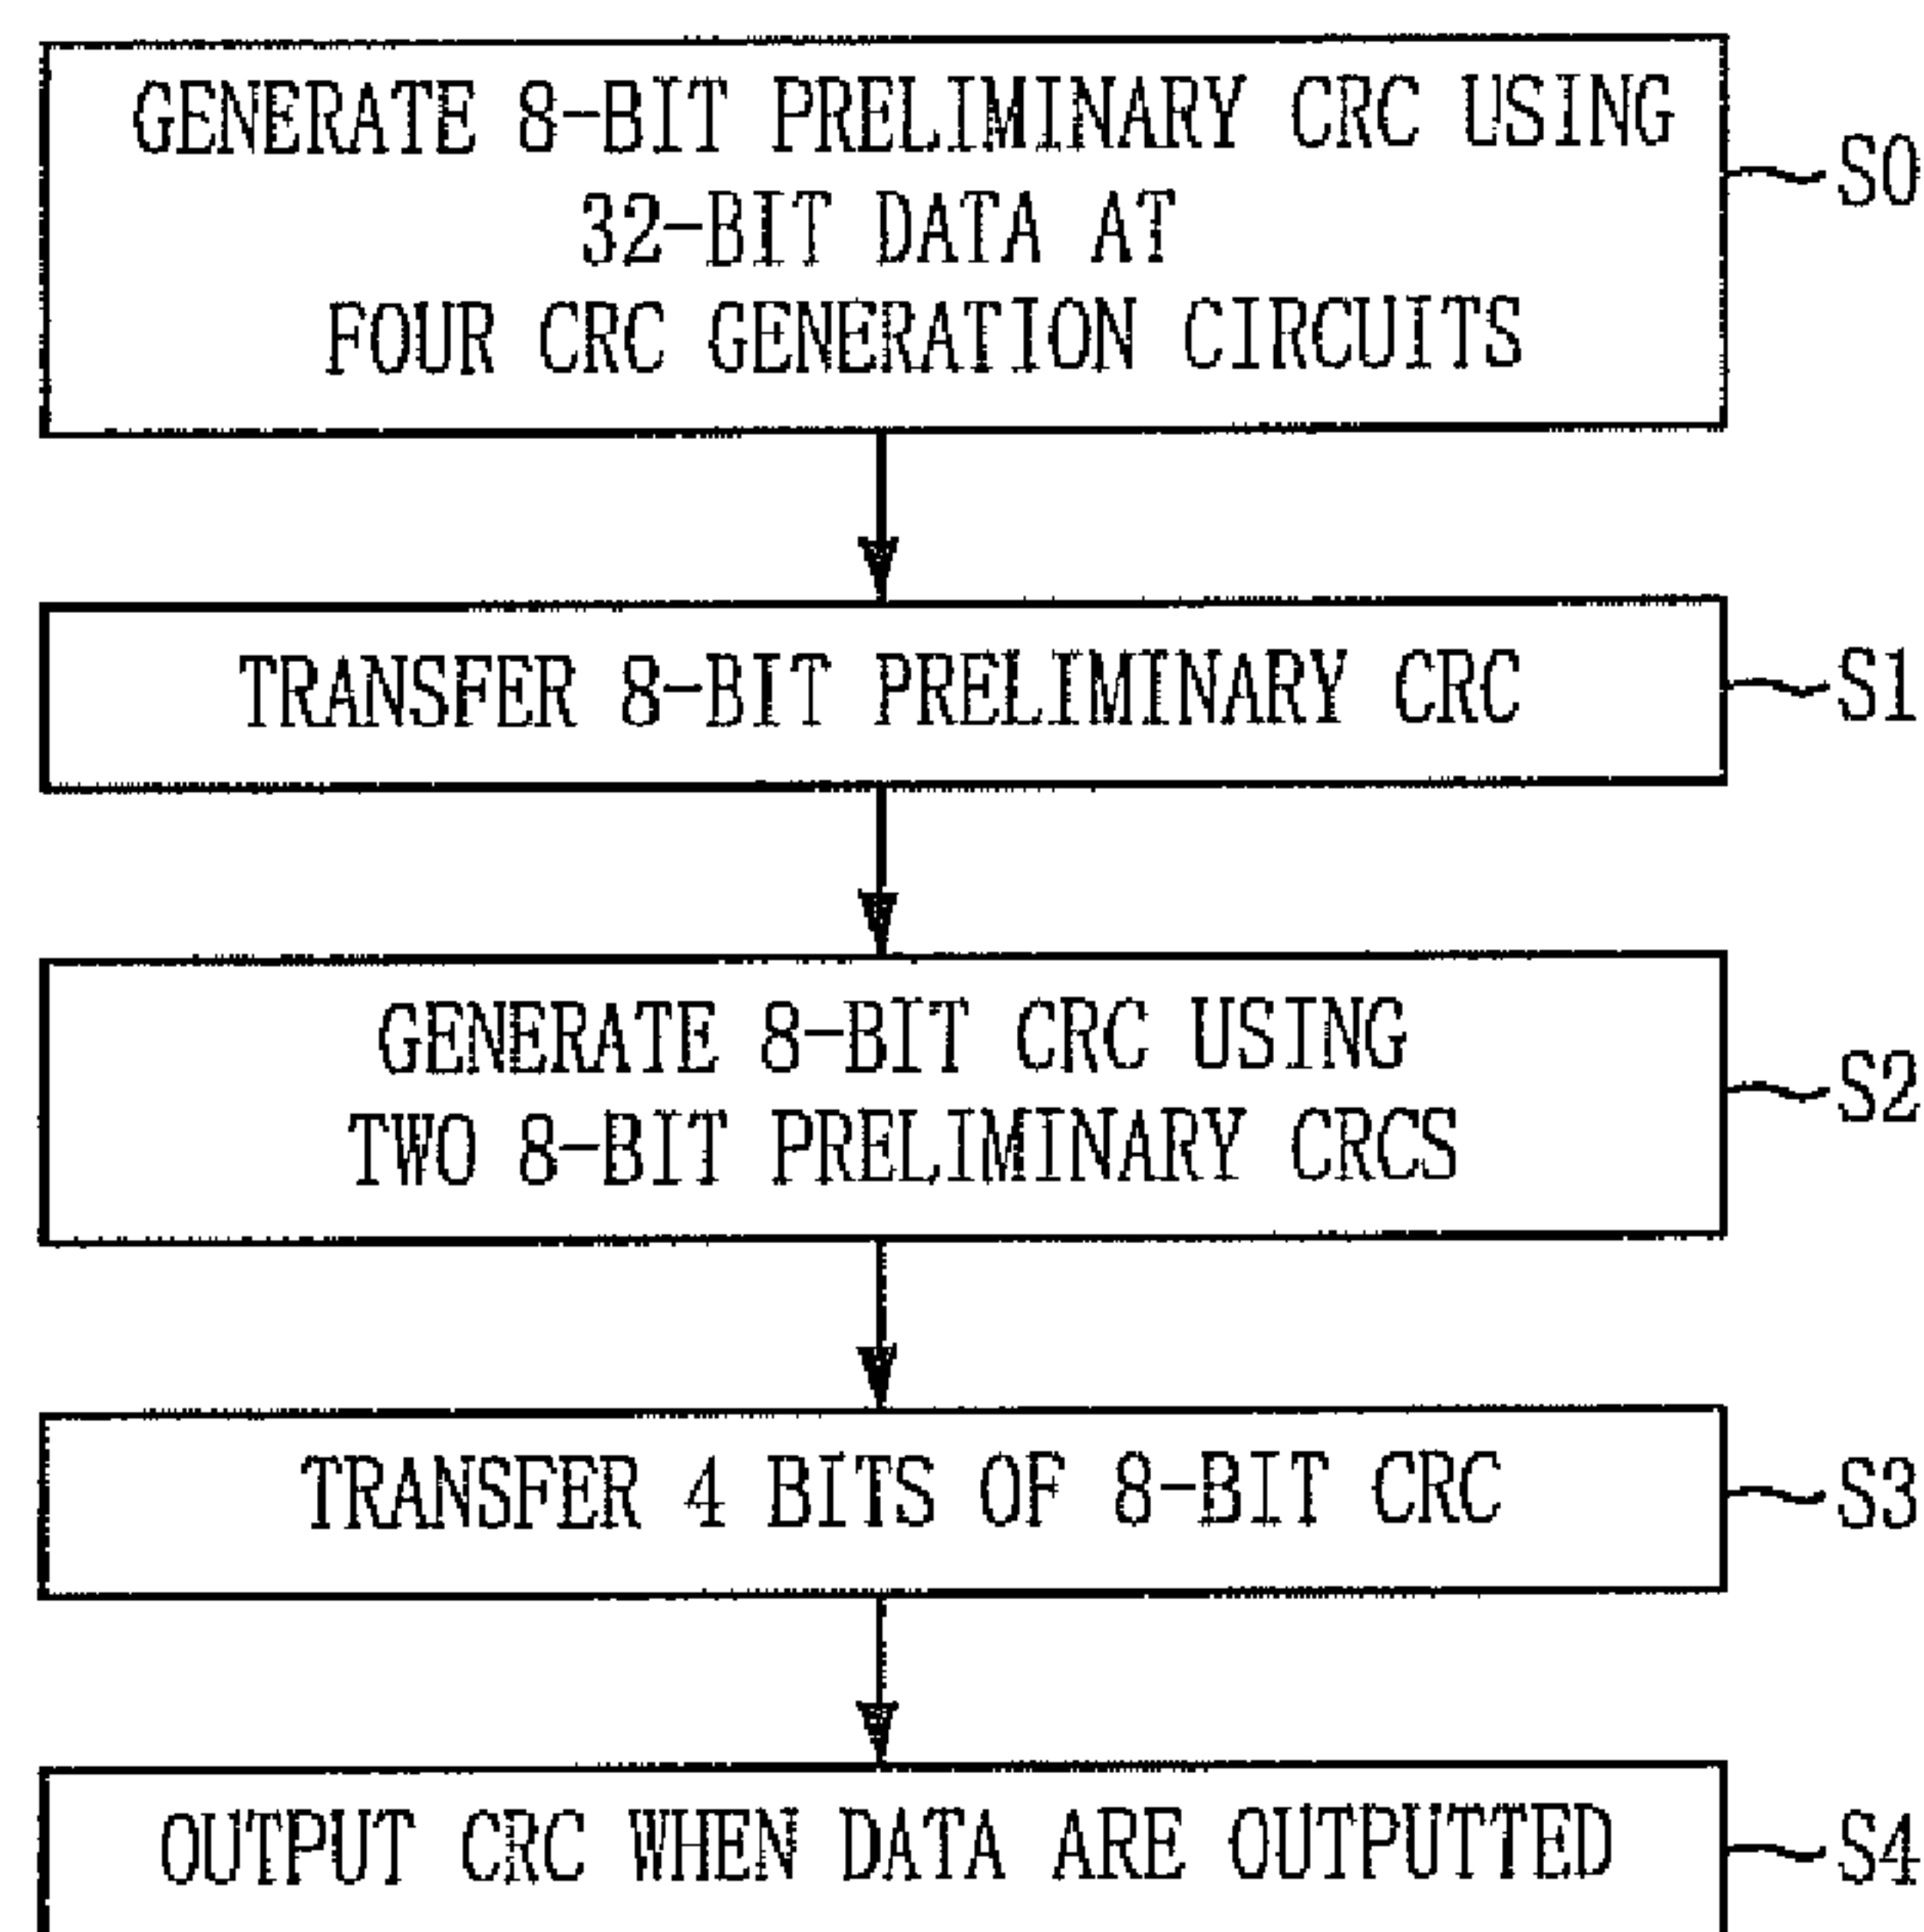 GENERATE 8-BIT PRELIMINARY CRC USING
32-BIT DATA AT
FOUR CRC GENERATION CIRCUITS
S0
TRANSFER 8-BIT PRELIMINARY CRC
S1
GENERATE 8-BIT CRC USING
TWO 8-BIT PRELIMINARY CRCS
S2
TRANSFER 4 BITS OF 8-BIT CRC
S3
OUTPUT CRC WHEN DATA ARE OUTPUTTED
S4